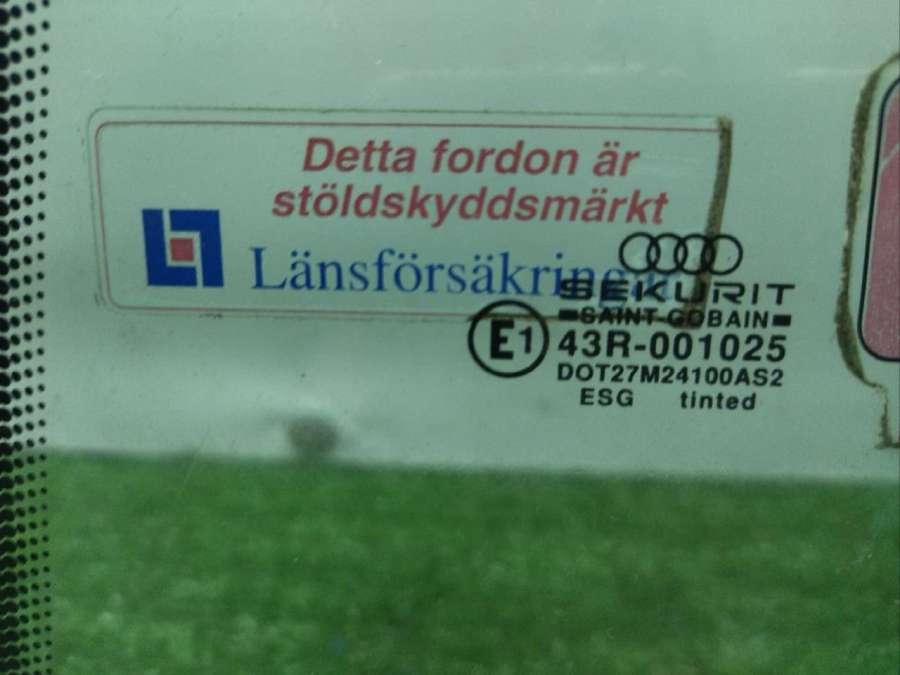 Detta fordon är
stöldskyddsmärkt
Länsförsäkringar
SEKURIT
SAINT-GOBAIN
E1 43R-001025
DOT27M24100AS2
ESG tinted